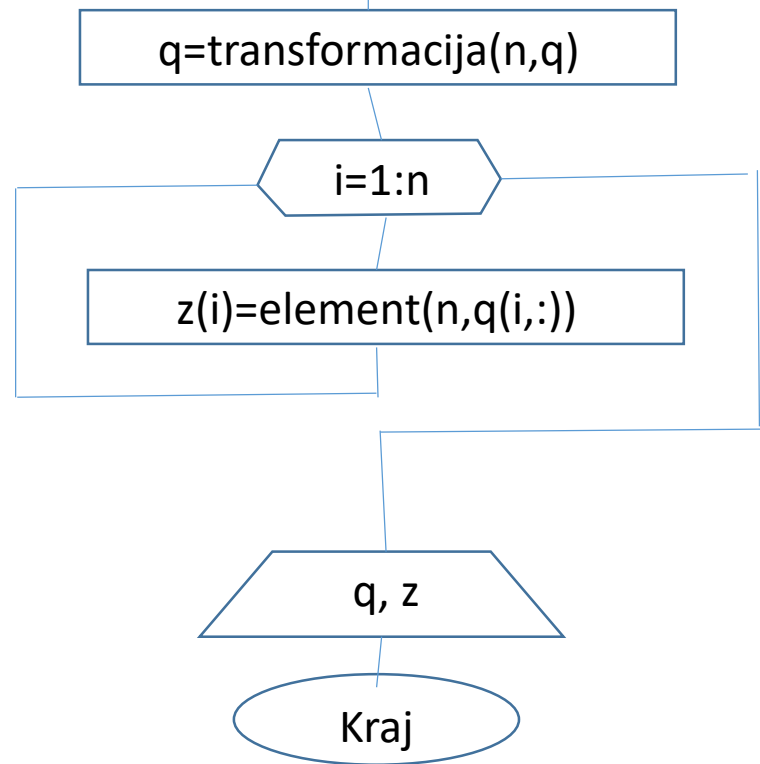 q=transformacija(n,q)
i=1:n
z(i)=element(n,q(i,:))
q, z
Kraj